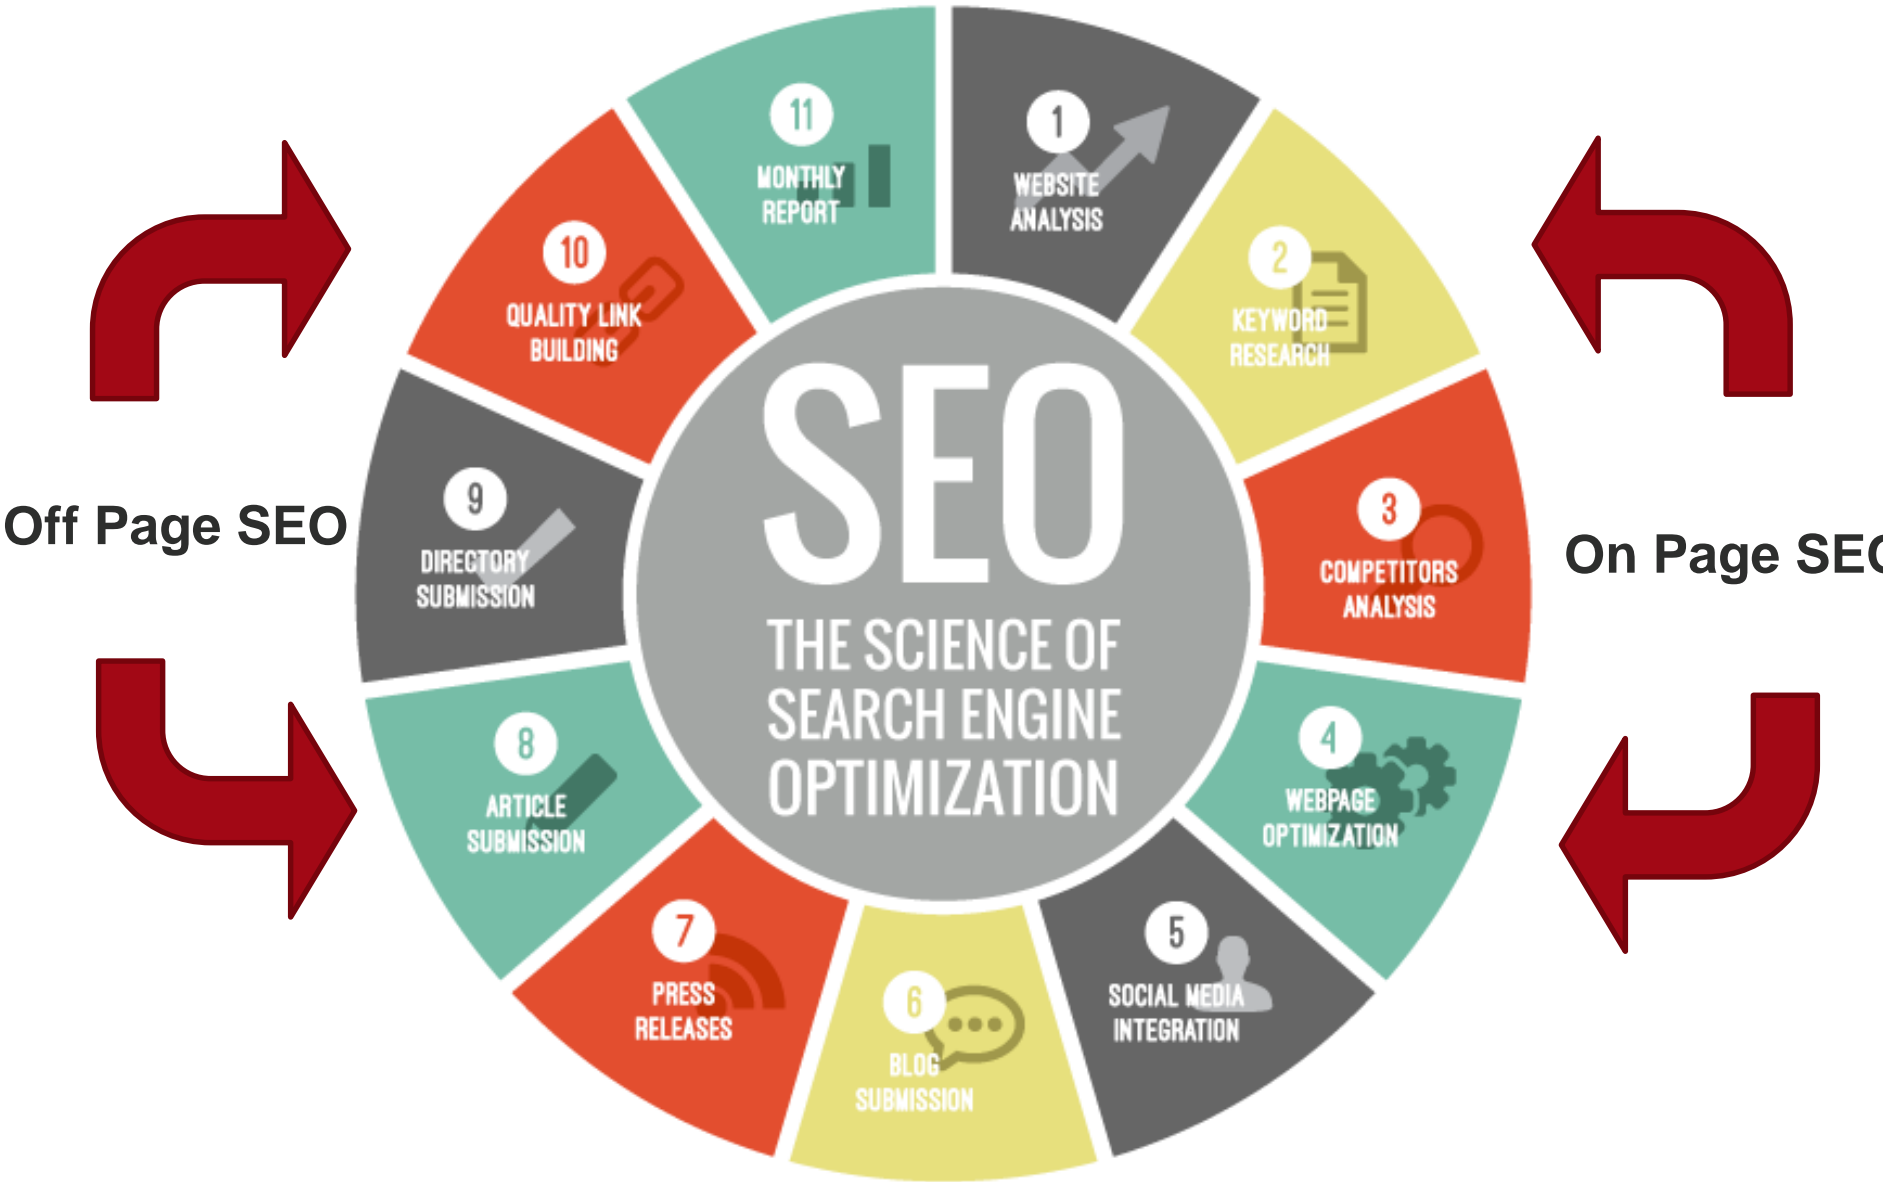 11
MONTHLY
REPORT
1
WEBSITE
ANALYSIS
10
QUALITY LINK
BUILDING
2
KEYWORD
RESEARCH
SEO
THE SCIENCE OF
SEARCH ENGINE
OPTIMIZATION
9
DIRECTORY
SUBMISSION
3
COMPETITORS
ANALYSIS
Off Page SEO
On Page SEO
8
ARTICLE
SUBMISSION
4
WEBPAGE
OPTIMIZATION
7
PRESS
RELEASES
5
SOCIAL MEDIA
INTEGRATION
6
BLOG
SUBMISSION